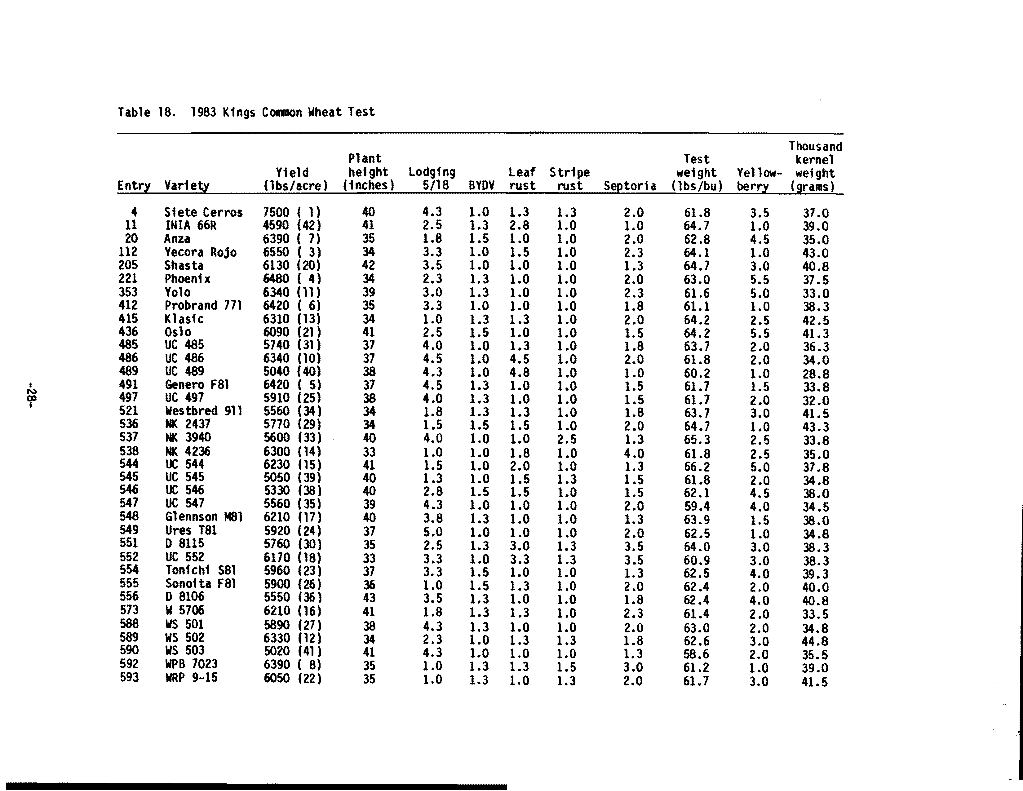 Table 18. 1983 Kings Common Wheat Test
Thousand
Plant Test kernel
Yield height Lodging Leaf Stripe weight Yellow- weight
Entry Variety (lbs/acre) (inches) 5/18 BYDV rust rust Septoria (lbs/bu) berry (grams)
4 Siete Cerros 7500 ( 1) 40 4.3 1.0 1.3 1.3 2.0 61.8 3.5 37.0
11 INIA 66R 4590 (42) 41 2.5 1.3 2.8 1.0 1.0 64.7 1.0 39.0
20 Anza 6390 ( 7) 35 1.8 1.5 1.0 1.0 2.0 62.8 4.5 35.0
112 Yecora Rojo 6550 ( 3) 34 3.3 1.0 1.5 1.0 2.3 64.1 1.0 43.0
205 Shasta 6130 (20) 42 3.5 1.0 1.0 1.0 1.3 64.7 3.0 40.8
221 Phoenix 6480 ( 4) 34 2.3 1.3 1.0 1.0 2.0 63.0 5.5 37.5
353 Yolo 6340 (11) 39 3.0 1.3 1.0 1.0 2.3 61.6 5.0 33.0
412 Probrand 771 6420 ( 6) 35 3.3 1.0 1.0 1.0 1.8 61.1 1.0 38.3
415 Klasic 6310 (13) 34 1.0 1.3 1.3 1.0 2.0 64.2 2.5 42.5
436 Oslo 6090 (21) 41 2.5 1.5 1.0 1.0 1.5 64.2 5.5 41.3
485 UC 485 5740 (31) 37 4.0 1.0 1.3 1.0 1.8 63.7 2.0 36.3
486 UC 486 6340 (10) 37 4.5 1.0 4.5 1.0 2.0 61.8 2.0 34.0
489 UC 489 5040 (40) 38 4.3 1.0 4.8 1.0 1.0 60.2 1.0 28.8
491 Genero F81 6420 ( 5) 37 4.5 1.3 1.0 1.0 1.5 61.7 1.5 33.8
497 UC 497 5910 (25) 38 4.0 1.3 1.0 1.0 1.5 61.7 2.0 32.0
521 Westbred 911 5560 (34) 34 1.8 1.3 1.3 1.0 1.8 63.7 3.0 41.5
536 NK 2437 5770 (29) 34 1.5 1.5 1.5 1.0 2.0 64.7 1.0 43.3
537 NK 3940 5600 (33) 40 4.0 1.0 1.0 2.5 1.3 65.3 2.5 33.8
538 NK 4236 6300 (14) 33 1.0 1.0 1.8 1.0 4.0 61.8 2.5 35.0
544 UC 544 6230 (15) 41 1.5 1.0 2.0 1.0 1.3 66.2 5.0 37.8
545 UC 545 5050 (39) 40 1.3 1.0 1.5 1.3 1.5 61.8 2.0 34.8
546 UC 546 5330 (38) 40 2.8 1.5 1.5 1.0 1.5 62.1 4.5 38.0
547 UC 547 5560 (35) 39 4.3 1.0 1.0 1.0 2.0 59.4 4.0 34.5
548 Glennson M81 6210 (17) 40 3.8 1.3 1.0 1.0 1.3 63.9 1.5 38.0
549 Ures T81 5920 (24) 37 5.0 1.0 1.0 1.0 2.0 62.5 1.0 34.8
551 D 8115 5760 (30) 35 2.5 1.3 3.0 1.3 3.5 64.0 3.0 38.3
552 UC 552 6170 (18) 33 3.3 1.0 3.3 1.3 3.5 60.9 3.0 38.3
554 Tonichi S81 5960 (23) 37 3.3 1.5 1.0 1.0 1.3 62.5 4.0 39.3
555 Sonoita F81 5900 (26) 36 1.0 1.5 1.3 1.0 2.0 62.4 2.0 40.0
556 D 8106 5550 (36) 43 3.5 1.3 1.0 1.0 1.8 62.4 4.0 40.8
573 W 5706 6210 (16) 41 1.8 1.3 1.3 1.0 2.3 61.4 2.0 33.5
588 WS 501 5890 (27) 38 4.3 1.3 1.0 1.0 2.0 63.0 2.0 34.8
589 WS 502 6330 (12) 34 2.3 1.0 1.3 1.3 1.8 62.6 3.0 44.8
590 WS 503 5020 (41) 41 4.3 1.0 1.0 1.0 1.3 58.6 2.0 35.5
592 WPB 7023 6390 ( 8) 35 1.0 1.3 1.3 1.5 3.0 61.2 1.0 39.0
593 WRP 9-15 6050 (22) 35 1.0 1.3 1.0 1.3 2.0 61.7 3.0 41.5
-28-